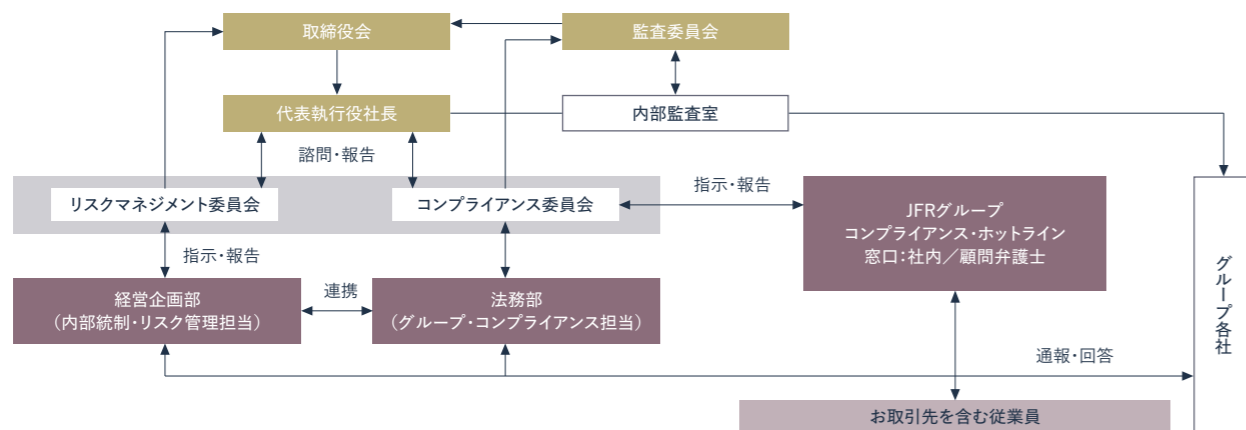 取締役会
監査委員会
代表執行役社長
内部監査室
諮問・報告
リスクマネジメント委員会
コンプライアンス委員会
指示・報告
JFRグループ
コンプライアンス・ホットライン
窓口：社内／顧問弁護士
指示・報告
経営企画部
（内部統制・リスク管理担当）
連携
法務部
（グループ・コンプライアンス担当）
グループ各社
通報・回答
お取引先を含む従業員